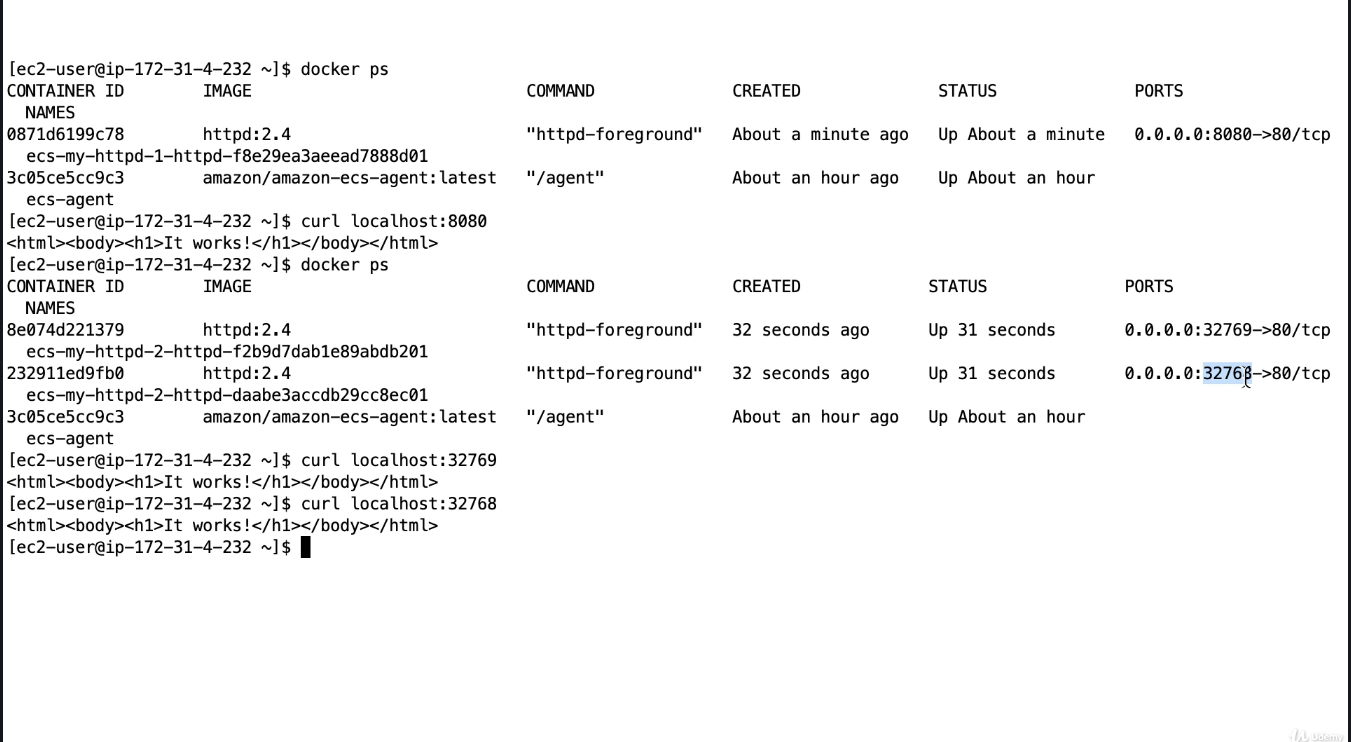 [ec2-user@ip-172-31-4-232 ~]$ docker ps
CONTAINER ID        IMAGE                            COMMAND              CREATED              STATUS              PORTS
  NAMES
0871d6199c78        httpd:2.4                        "httpd-foreground"   About a minute ago   Up About a minute   0.0.0.0:8080->80/tcp
  ecs-my-httpd-1-httpd-f8e29ea3aeead7888d01
3c05ce5cc9c3        amazon/amazon-ecs-agent:latest   "/agent"             About an hour ago    Up About an hour
  ecs-agent
[ec2-user@ip-172-31-4-232 ~]$ curl localhost:8080
<html><body><h1>It works!</h1></body></html>
[ec2-user@ip-172-31-4-232 ~]$ docker ps
CONTAINER ID        IMAGE                            COMMAND              CREATED             STATUS              PORTS
  NAMES
8e074d221379        httpd:2.4                        "httpd-foreground"   32 seconds ago      Up 31 seconds       0.0.0.0:32769->80/tcp
  ecs-my-httpd-2-httpd-f2b9d7dab1e89abdb201
232911ed9fb0        httpd:2.4                        "httpd-foreground"   32 seconds ago      Up 31 seconds       0.0.0.0:32768->80/tcp
  ecs-my-httpd-2-httpd-daabe3accdb29cc8ec01
3c05ce5cc9c3        amazon/amazon-ecs-agent:latest   "/agent"             About an hour ago   Up About an hour
  ecs-agent
[ec2-user@ip-172-31-4-232 ~]$ curl localhost:32769
<html><body><h1>It works!</h1></body></html>
[ec2-user@ip-172-31-4-232 ~]$ curl localhost:32768
<html><body><h1>It works!</h1></body></html>
[ec2-user@ip-172-31-4-232 ~]$
Udemy